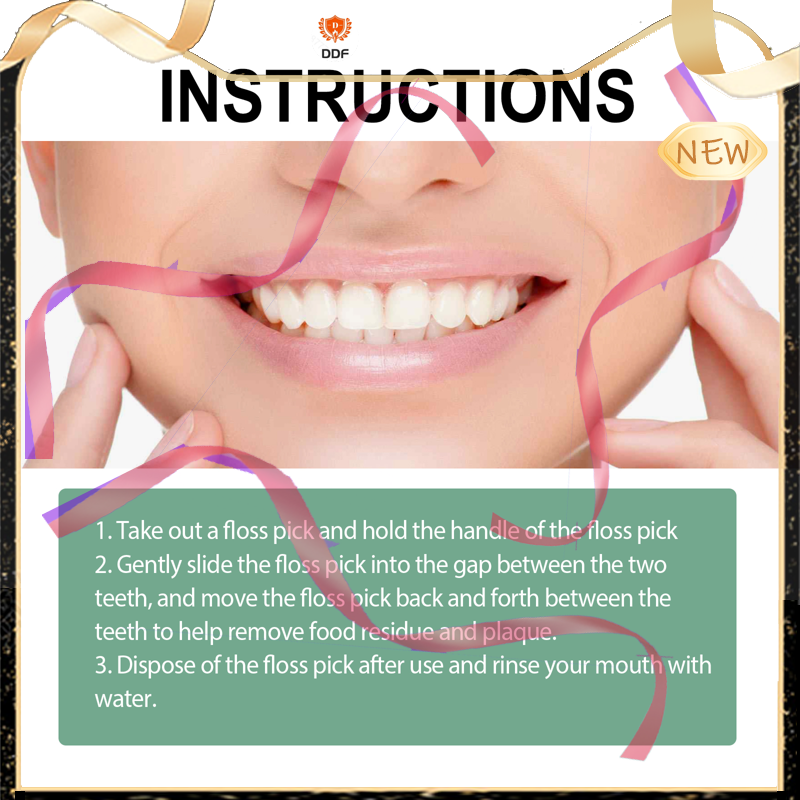 D
DDF
INSTRUCTIONS
NEW
1. Take out a floss pick and hold the handle of the floss pick
2. Gently slide the floss pick into the gap between the two
teeth, and move the floss pick back and forth between the
teeth to help remove food residue and plaque.
3. Dispose of the floss pick after use and rinse your mouth with
water.